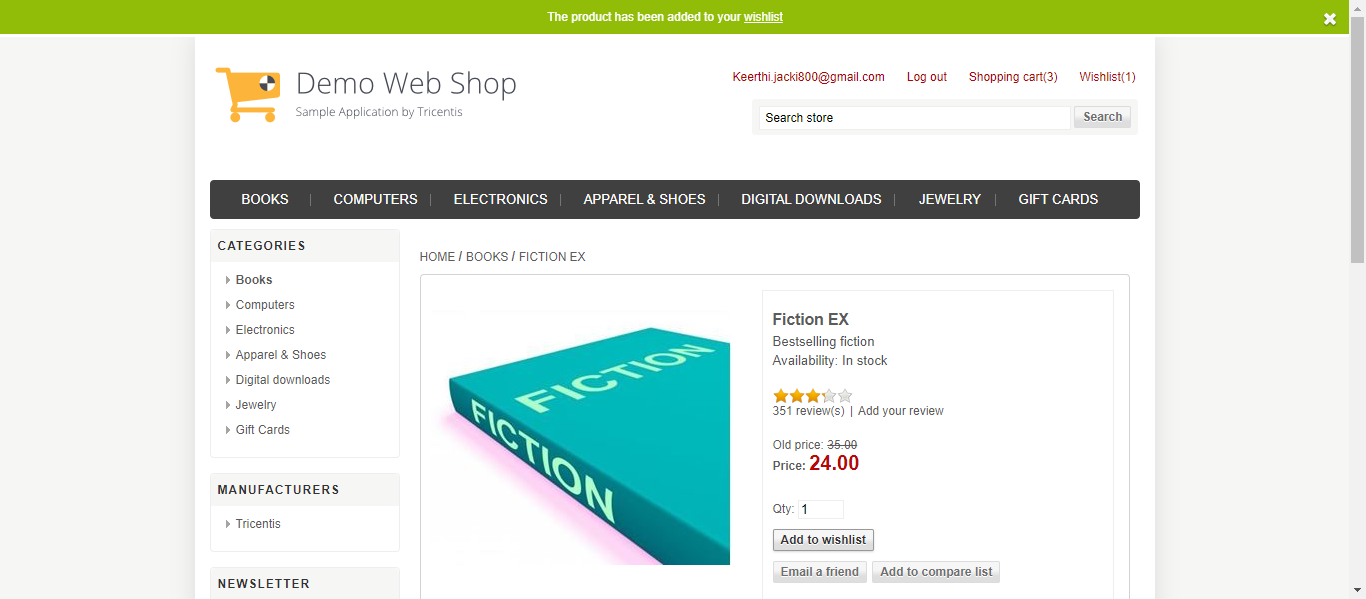 The product has been added to your wishlist
Demo Web Shop
Sample Application by Tricentis
Keerthi.jacki800@gmail.com Log out Shopping cart(3) Wishlist(1)
Search store Search
BOOKS | COMPUTERS | ELECTRONICS | APPAREL & SHOES | DIGITAL DOWNLOADS | JEWELRY | GIFT CARDS
CATEGORIES
Books
Computers
Electronics
Apparel & Shoes
Digital downloads
Jewelry
Gift Cards
MANUFACTURERS
Tricentis
NEWSLETTER
HOME / BOOKS / FICTION EX
FICTION
FICTION
Fiction EX
Bestselling fiction
Availability: In stock
351 review(s) | Add your review
Old price: 35.00
Price: 24.00
Qty: 1
Add to wishlist
Email a friend Add to compare list